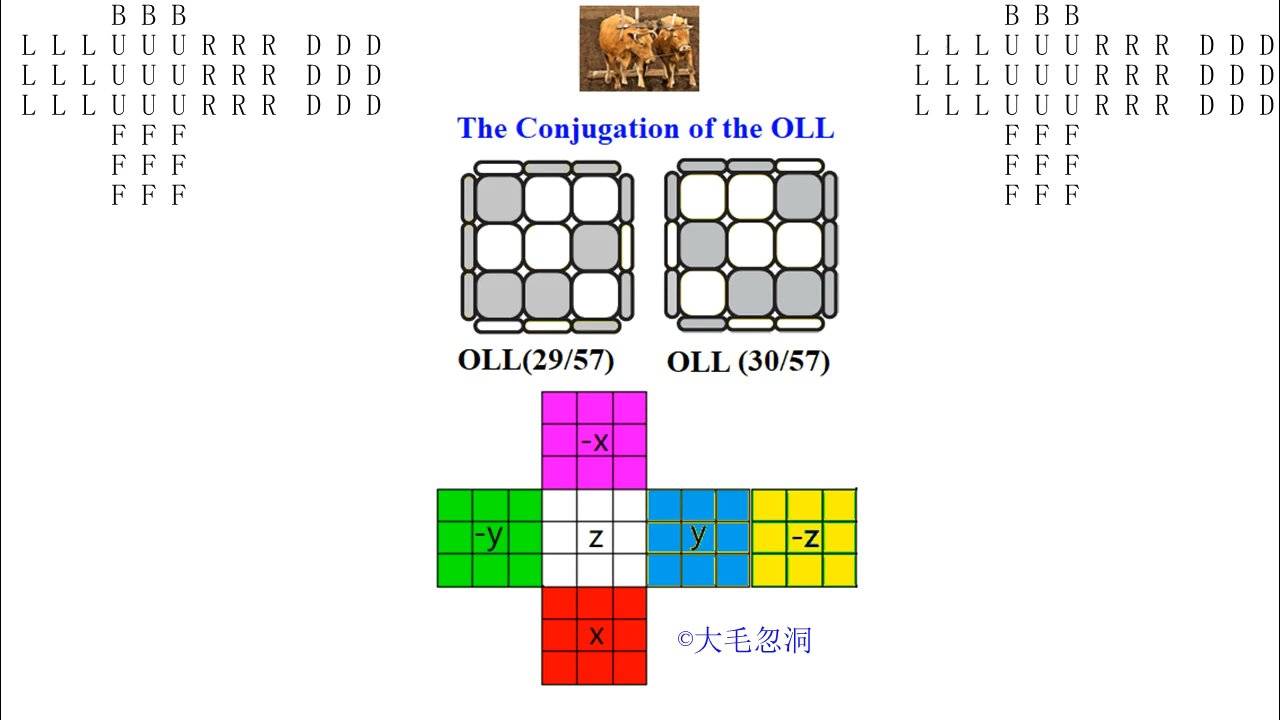 B B B
L L L U U U R R R D D D
L L L U U U R R R D D D
L L L U U U R R R D D D
F F F
F F F
F F F
B B B
L L L U U U R R R D D D
L L L U U U R R R D D D
L L L U U U R R R D D D
F F F
F F F
F F F
The Conjugation of the OLL
OLL(29/57)
OLL (30/57)
-x
-y z y -z
x
©大毛忽洞